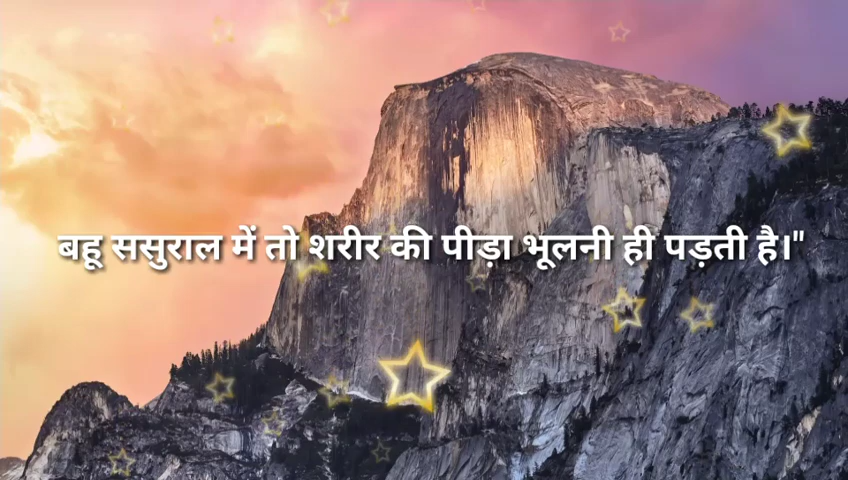 बहू ससुराल में तो शरीर की पीड़ा भूलनी ही पड़ती है।"